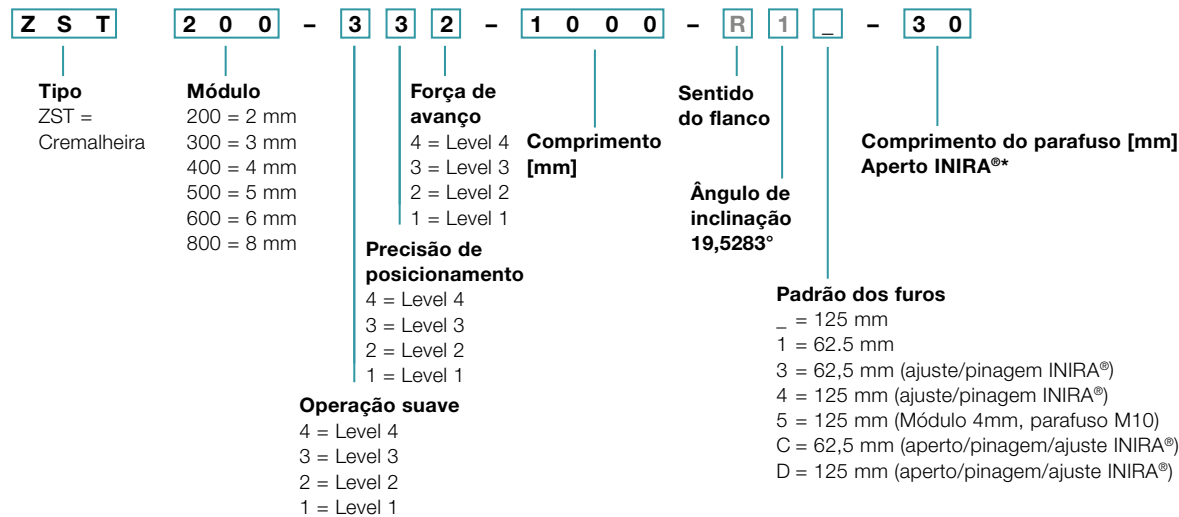 Z S T 2 0 0 – 3 3 2 – 1 0 0 0 – R 1 _ – 3 0
Tipo
ZST =
Cremalheira
Módulo
200 = 2 mm
300 = 3 mm
400 = 4 mm
500 = 5 mm
600 = 6 mm
800 = 8 mm
Força de
avanço
4 = Level 4
3 = Level 3
2 = Level 2
1 = Level 1
Comprimento
[mm]
Sentido
do flanco
Comprimento do parafuso [mm]
Aperto INIRA®*
Ângulo de
inclinação
19,5283°
Precisão de
posicionamento
4 = Level 4
3 = Level 3
2 = Level 2
1 = Level 1
Padrão dos furos
_ = 125 mm
1 = 62.5 mm
3 = 62,5 mm (ajuste/pinagem INIRA®)
4 = 125 mm (ajuste/pinagem INIRA®)
5 = 125 mm (Módulo 4mm, parafuso M10)
C = 62,5 mm (aperto/pinagem/ajuste INIRA®)
D = 125 mm (aperto/pinagem/ajuste INIRA®)
Operação suave
4 = Level 4
3 = Level 3
2 = Level 2
1 = Level 1